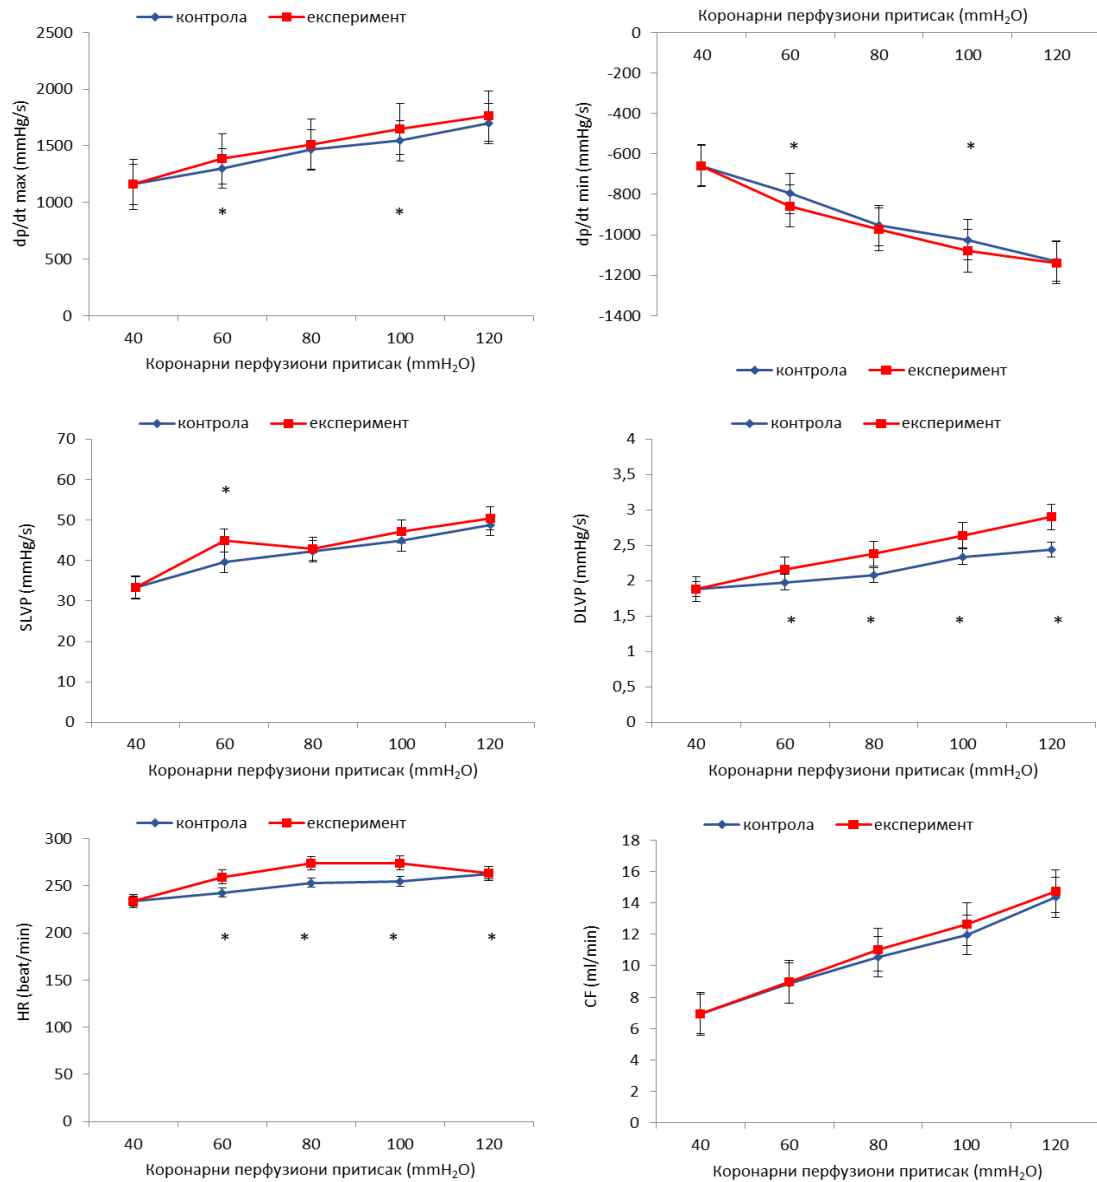 контрола експеримент
2500
2000
1500
1000
500
0
dp/dt max (mmHg/s)
* *
40 60 80 100 120
Коронарни перфузиони притисак (mmH₂O)
Коронарни перфузиони притисак (mmH₂O)
0
-200
-400
-600
-800
-1000
-1200
-1400
40 60 80 100 120
dp/dt min (mmHg/s)
* *
контрола експеримент
контрола експеримент
70
60
50
40
30
20
10
0
SLVP (mmHg/s)
*
40 60 80 100 120
Коронарни перфузиони притисак (mmH₂O)
контрола експеримент
4
3,5
3
2,5
2
1,5
1
0,5
0
DLVP (mmHg/s)
* * * *
40 60 80 100 120
Коронарни перфузиони притисак (mmH₂O)
контрола експеримент
300
250
200
150
100
50
0
HR (beat/min)
* * * *
40 60 80 100 120
Коронарни перфузиони притисак (mmH₂O)
контрола експеримент
18
16
14
12
10
8
6
4
2
0
CF (ml/min)
40 60 80 100 120
Коронарни перфузиони притисак (mmH₂O)